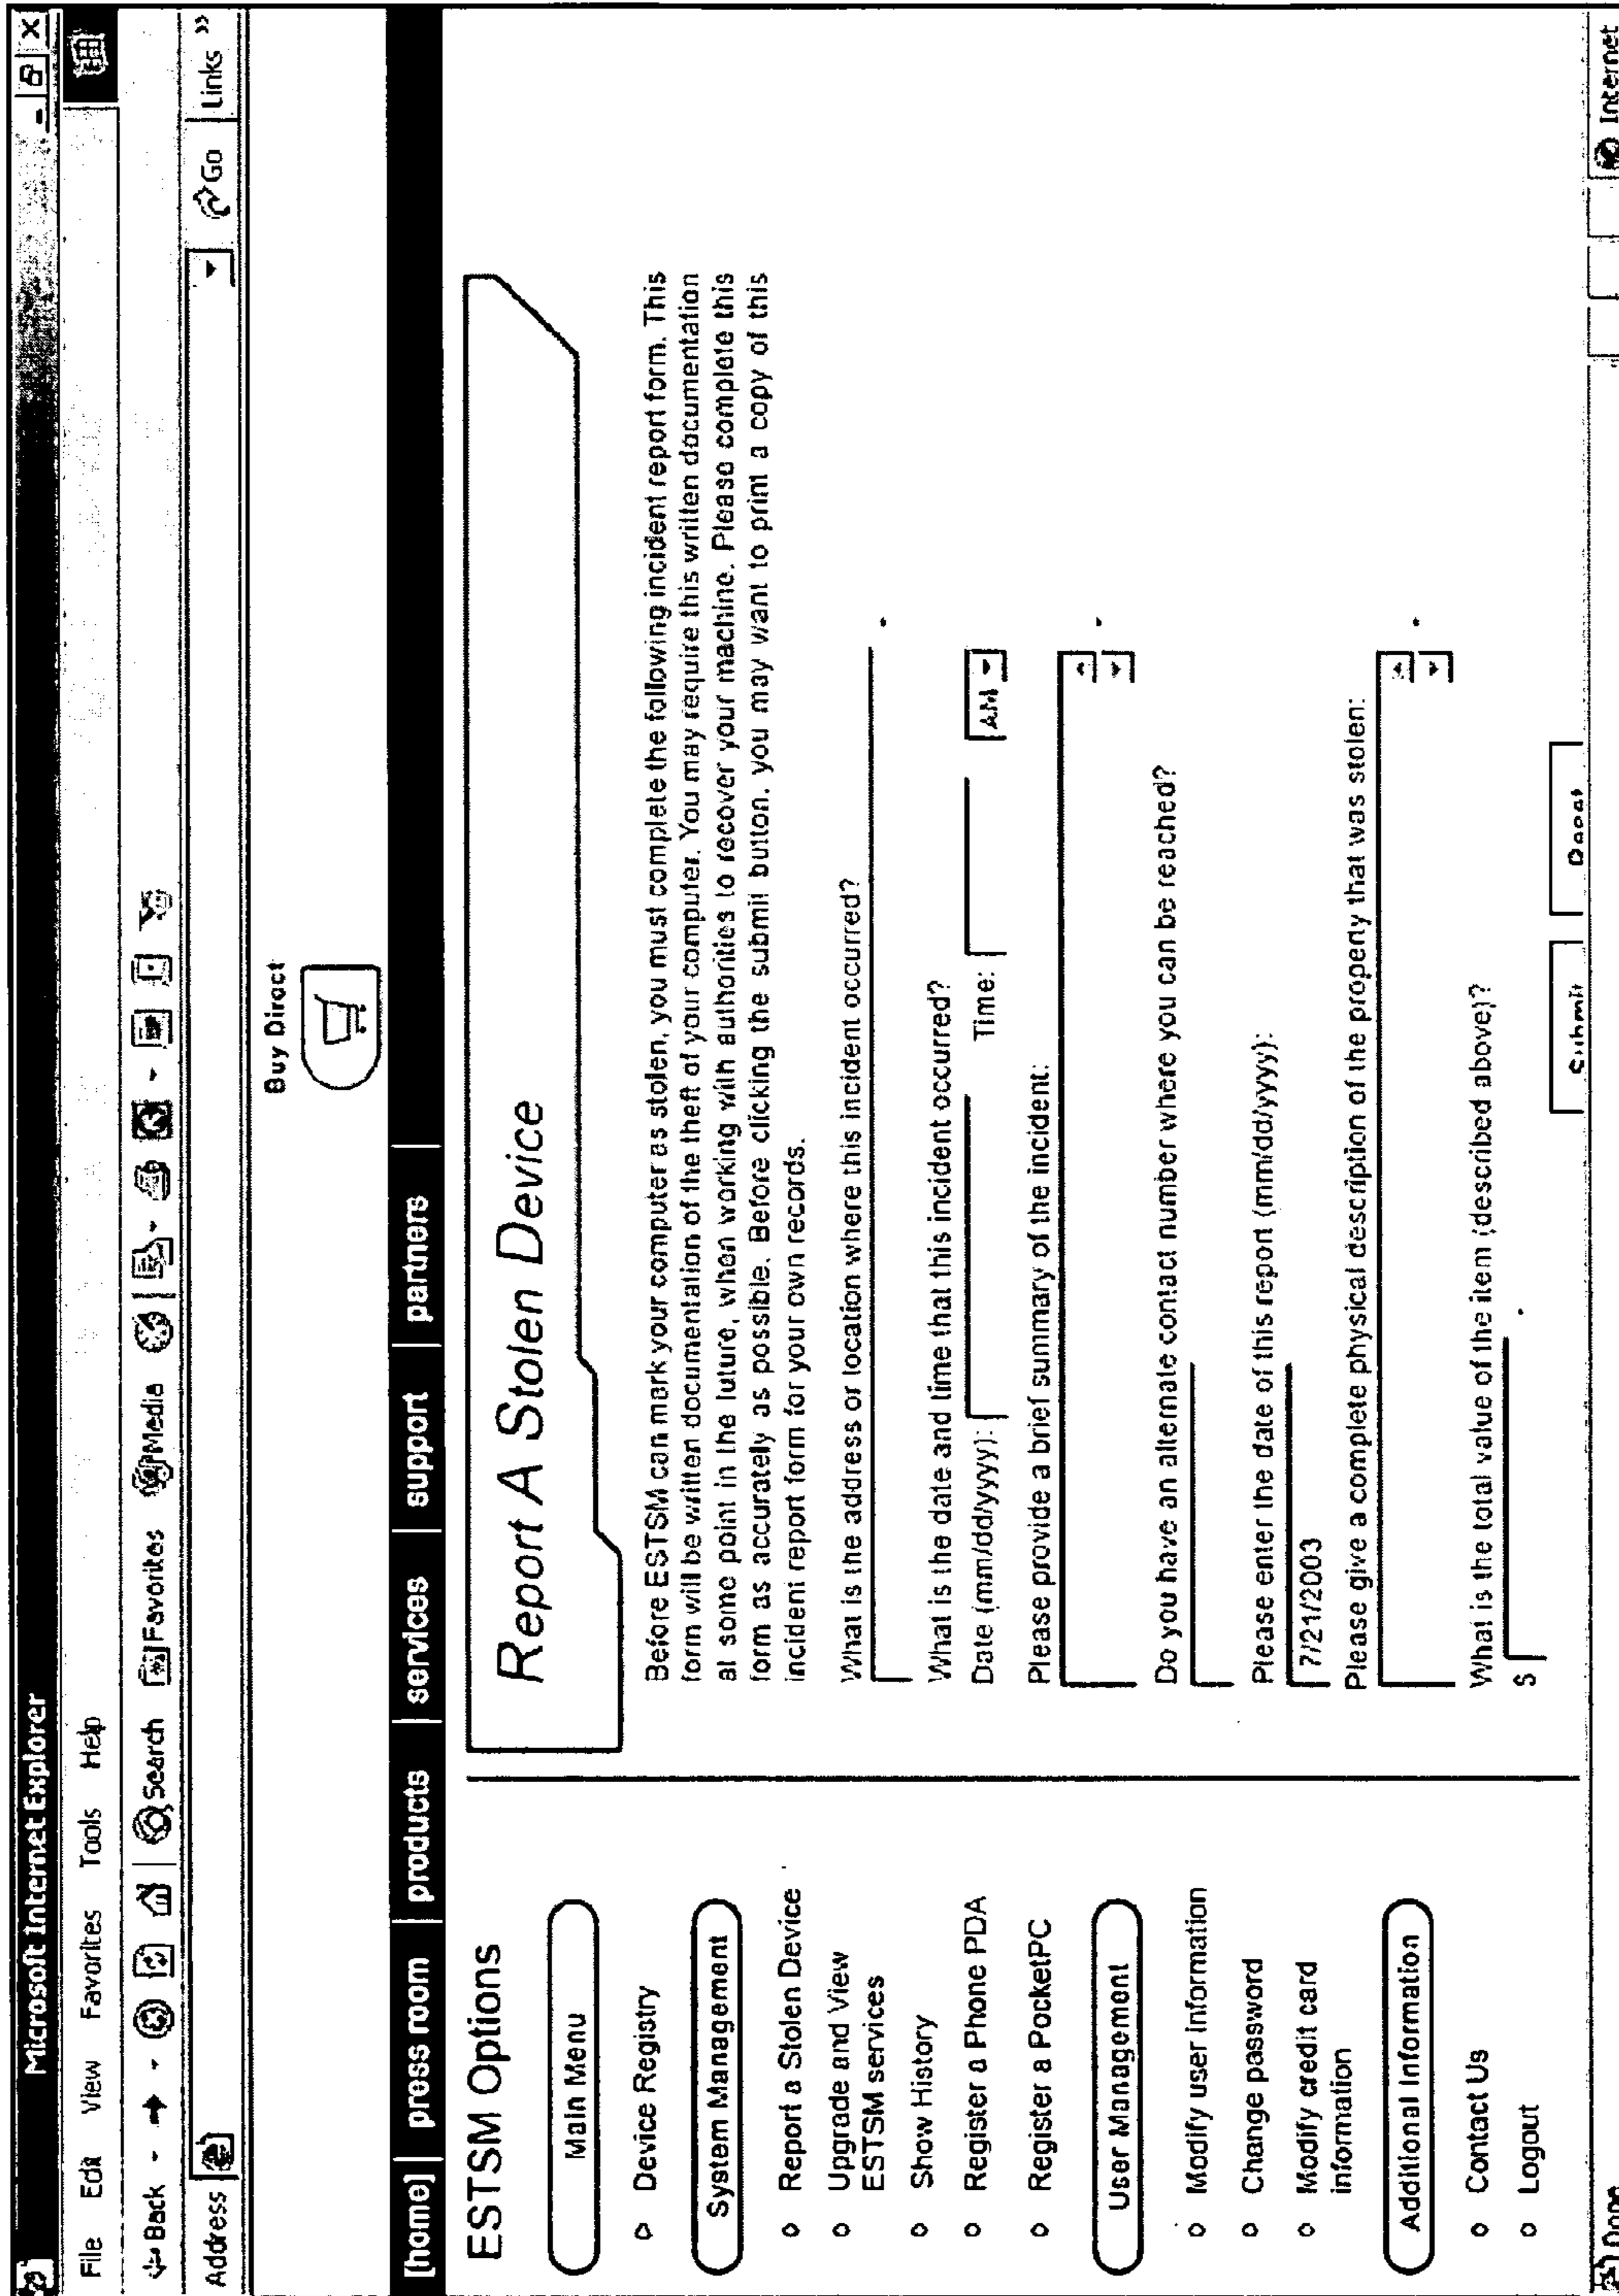 Microsoft Internet Explorer
File Edit View Favorites Tools Help
Back Search Favorites Media
Address Go Links »
Buy Direct
[home] press room products services support partners
ESTSM Options
Main Menu
o Device Registry
System Management
o Report a Stolen Device
o Upgrade and View
ESTSM services
o Show History
o Register a Phone PDA
o Register a PocketPC
User Management
o Modify user information
o Change password
o Modify credit card
information
Additional Information
o Contact Us
o Logout
Report A Stolen Device
Before ESTSM can mark your computer as stolen, you must complete the following incident report form. This
form will be written documentation of the theft of your computer. You may require this written documentation
at some point in the future, when working with authorities to recover your machine. Please complete this
form as accurately as possible. Before clicking the submit button, you may want to print a copy of this
incident report form for your own records.
What is the address or location where this incident occurred?
What is the date and time that this incident occurred?
Date (mm/dd/yyyy): Time: AM
Please provide a brief summary of the incident:
Do you have an alternate contact number where you can be reached?
Please enter the date of this report (mm/dd/yyyy):
7/21/2003
Please give a complete physical description of the property that was stolen:
What is the total value of the item (described above)?
$
Submit Reset
Done Internet